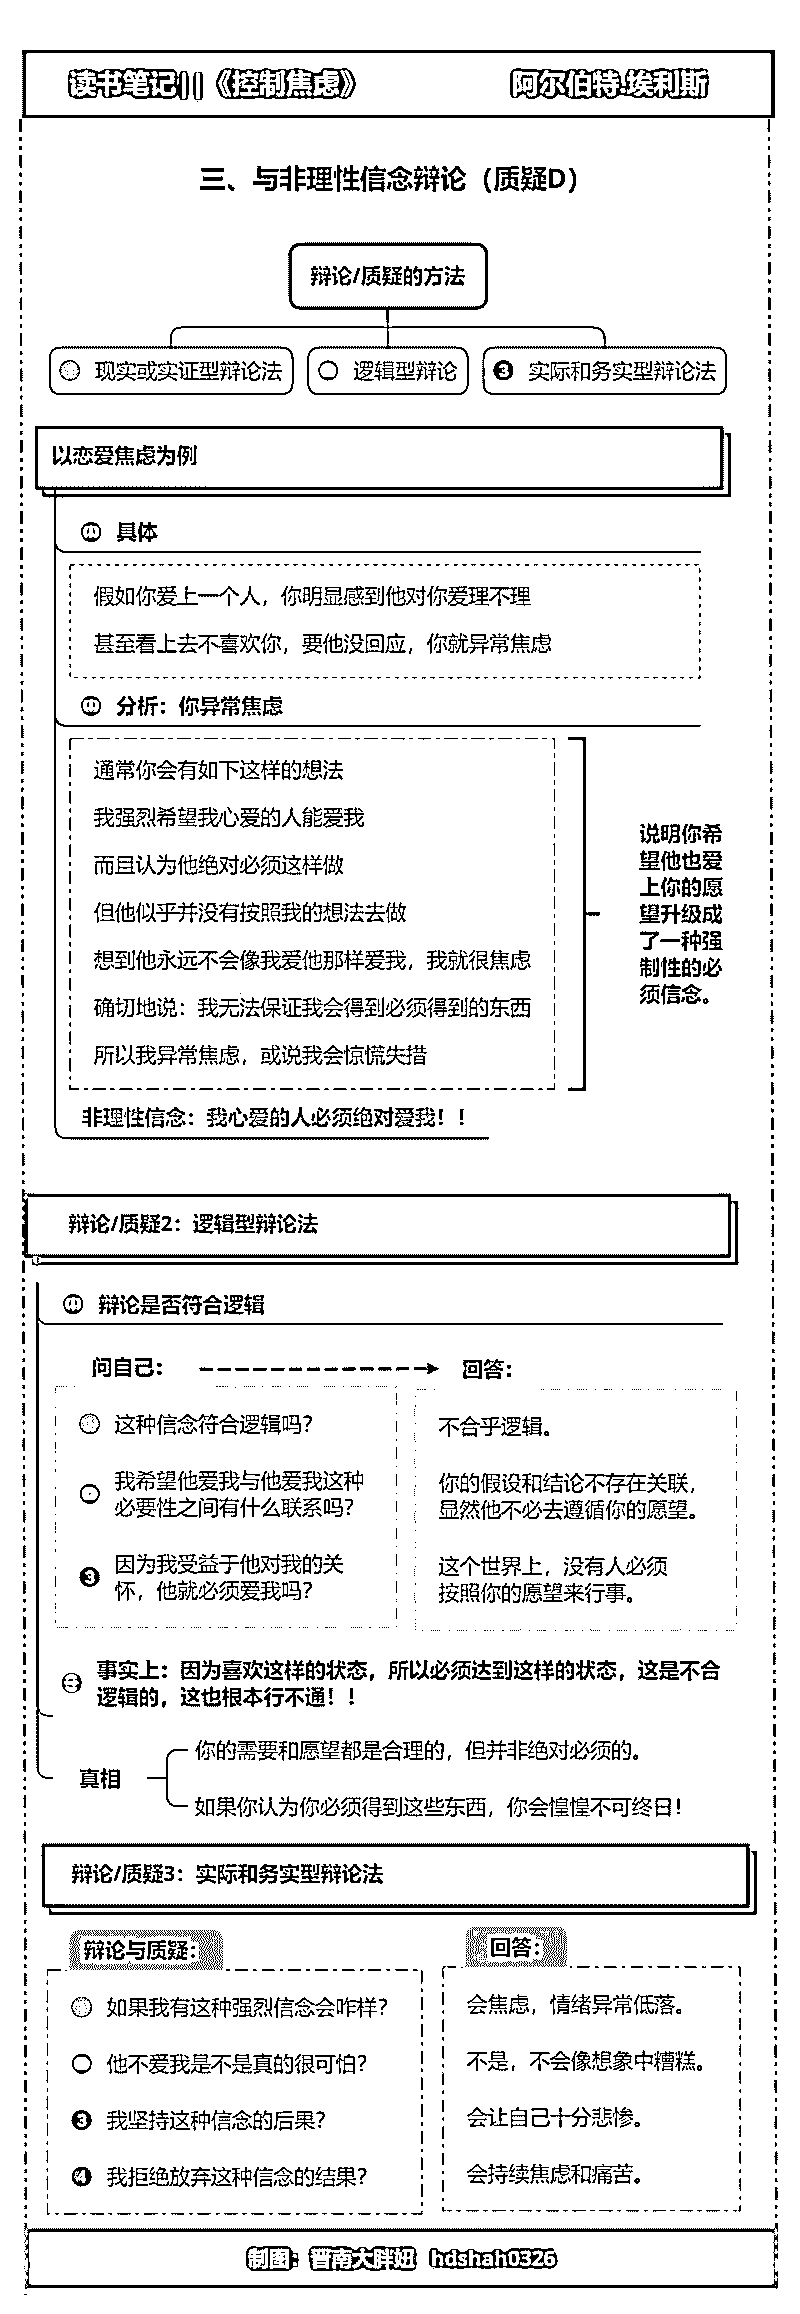 读书笔记||《控制焦虑》 阿尔伯特.埃利斯
三、与非理性信念辩论（质疑D）
辩论/质疑的方法
现实或实证型辩论法
逻辑型辩论
3 实际和务实型辩论法
以恋爱焦虑为例
具体
假如你爱上一个人，你明显感到他对你爱理不理
甚至看上去不喜欢你，要他没回应，你就异常焦虑
分析：你异常焦虑
通常你会有如下这样的想法
我强烈希望我心爱的人能爱我
而且认为他绝对必须这样做
但他似乎并没有按照我的想法去做
想到他永远不会像我爱他那样爱我，我就很焦虑
确切地说：我无法保证我会得到必须得到的东西
所以我异常焦虑，或说我会惊慌失措
说明你希
望他也爱
上你的愿
望升级成
了一种强
制性的必
须信念。
非理性信念：我心爱的人必须绝对爱我！！
辩论/质疑2：逻辑型辩论法
辩论是否符合逻辑
问自己：
这种信念符合逻辑吗？
我希望他爱我与他爱我这种
必要性之间有什么联系吗？
3 因为我受益于他对我的关
怀，他就必须爱我吗？
回答：
不合乎逻辑。
你的假设和结论不存在关联，
显然他不必去遵循你的愿望。
这个世界上，没有人必须
按照你的愿望来行事。
事实上：因为喜欢这样的状态，所以必须达到这样的状态，这是不合
逻辑的，这也根本行不通！！
真相
你的需要和愿望都是合理的，但并非绝对必须的。
如果你认为你必须得到这些东西，你会惶惶不可终日！
辩论/质疑3：实际和务实型辩论法
辩论与质疑：
如果我有这种强烈信念会咋样？
他不爱我是不是真的很可怕？
3 我坚持这种信念的后果？
4 我拒绝放弃这种信念的结果？
回答：
会焦虑，情绪异常低落。
不是，不会像想象中糟糕。
会让自己十分悲惨。
会持续焦虑和痛苦。
制图：晋南大胖妞 hdshah0326